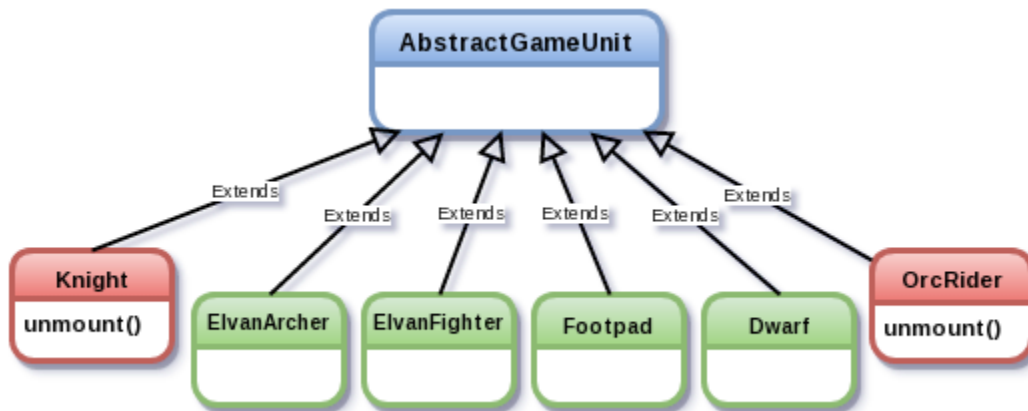 AbstractGameUnit
Extends
Extends
Extends
Extends
Extends
Extends
Knight
unmount()
ElvanArcher
ElvanFighter
Footpad
Dwarf
OrcRider
unmount()